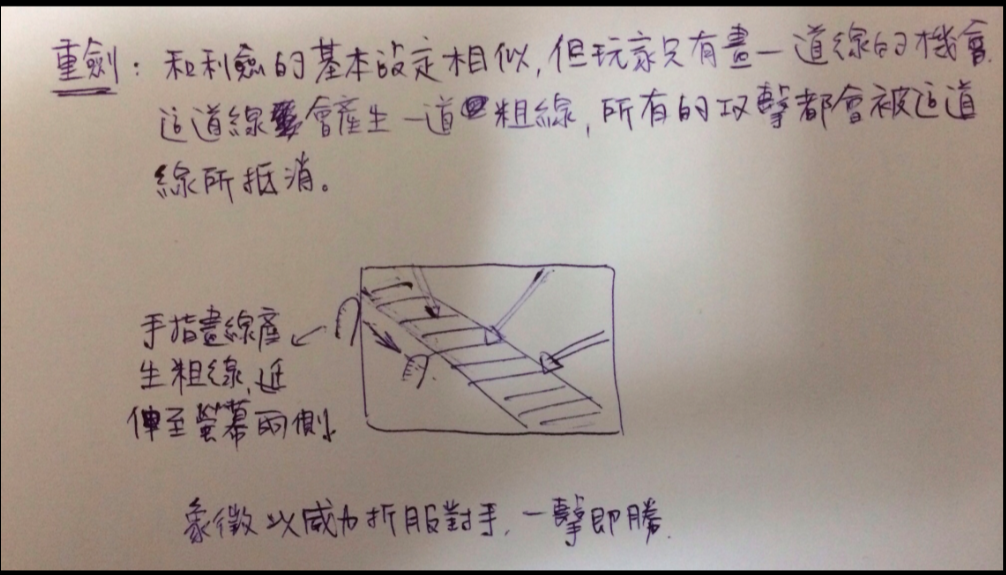 重劍：和利劍的基本設定相似，但玩家只有畫一道線的機會
這道線會產生一道粗線，所有的攻擊都會被這道
線所抵消。
手指畫線產
生粗線，延
伸至螢幕兩側
象徵以威力折服對手，一擊即勝.